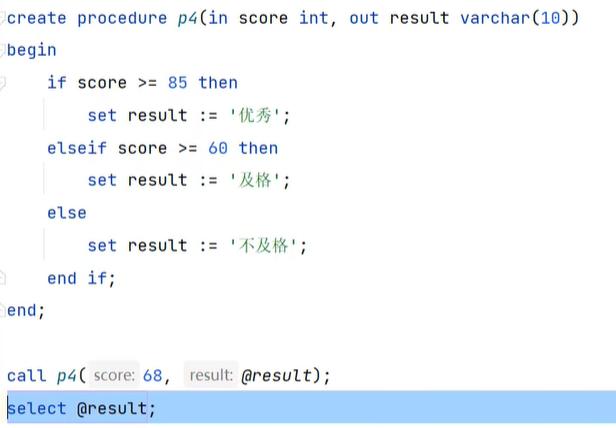 create procedure p4(in score int, out result varchar(10))
begin
    if score >= 85 then
        set result := '优秀';
    elseif score >= 60 then
        set result := '及格';
    else
        set result := '不及格';
    end if;
end;

call p4( score: 68, result: @result);
select @result;